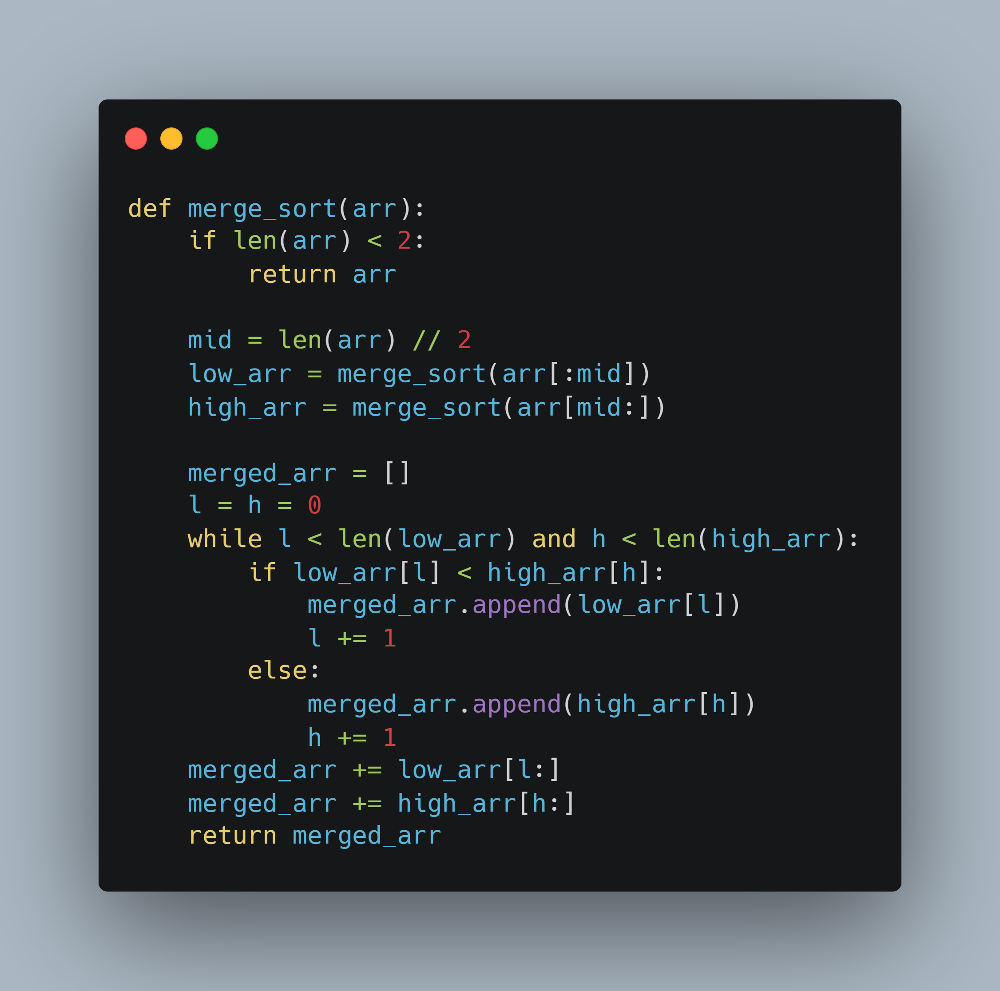 def merge_sort(arr):
    if len(arr) < 2:
        return arr

    mid = len(arr) // 2
    low_arr = merge_sort(arr[:mid])
    high_arr = merge_sort(arr[mid:])

    merged_arr = []
    l = h = 0
    while l < len(low_arr) and h < len(high_arr):
        if low_arr[l] < high_arr[h]:
            merged_arr.append(low_arr[l])
            l += 1
        else:
            merged_arr.append(high_arr[h])
            h += 1
    merged_arr += low_arr[l:]
    merged_arr += high_arr[h:]
    return merged_arr